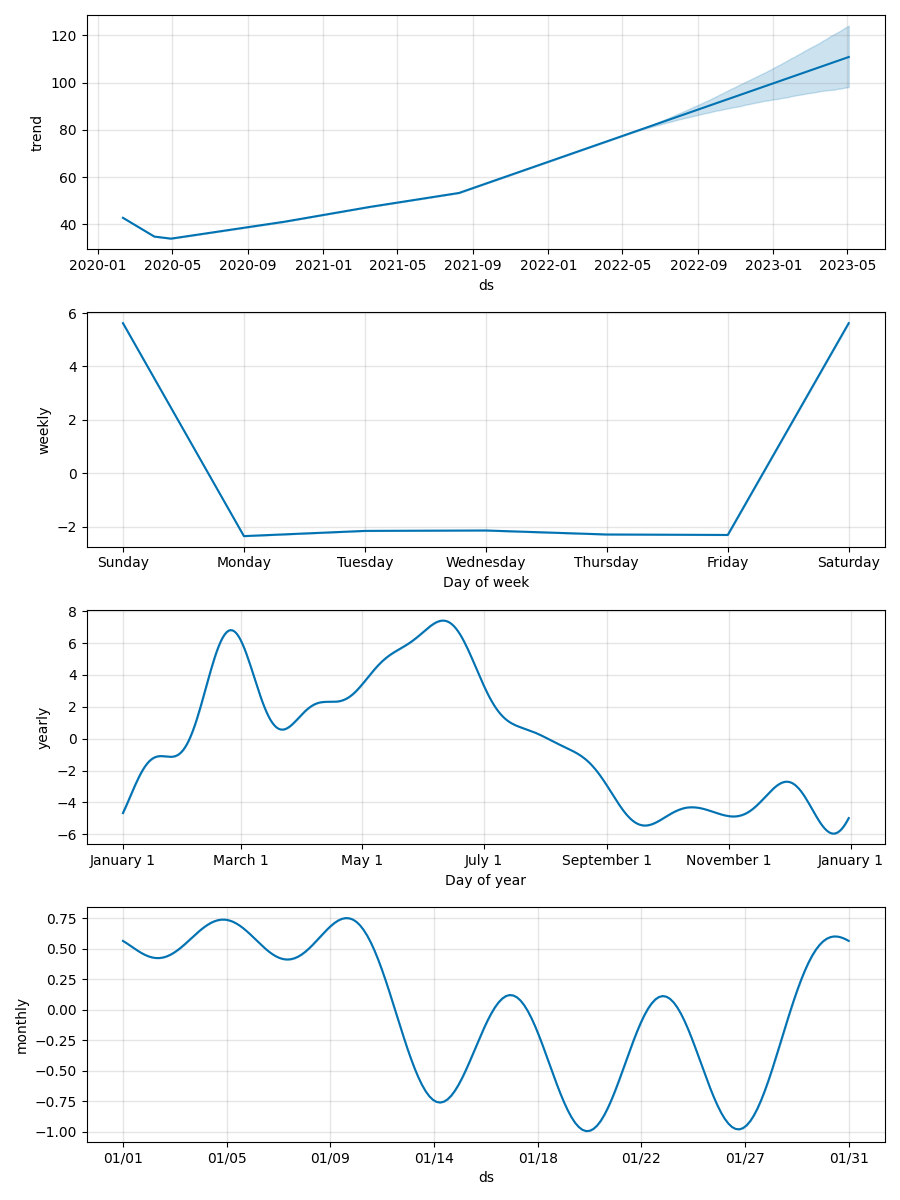 120
100
80
60
40
trend
2020-01 2020-05 2020-09 2021-01 2021-05 2021-09 2022-01 2022-05 2022-09 2023-01 2023-05
ds
6
4
2
0
−2
weekly
Sunday Monday Tuesday Wednesday Thursday Friday Saturday
Day of week
8
6
4
2
0
−2
−4
−6
yearly
January 1 March 1 May 1 July 1 September 1 November 1 January 1
Day of year
0.75
0.50
0.25
0.00
−0.25
−0.50
−0.75
−1.00
monthly
01/01 01/05 01/09 01/14 01/18 01/22 01/27 01/31
ds